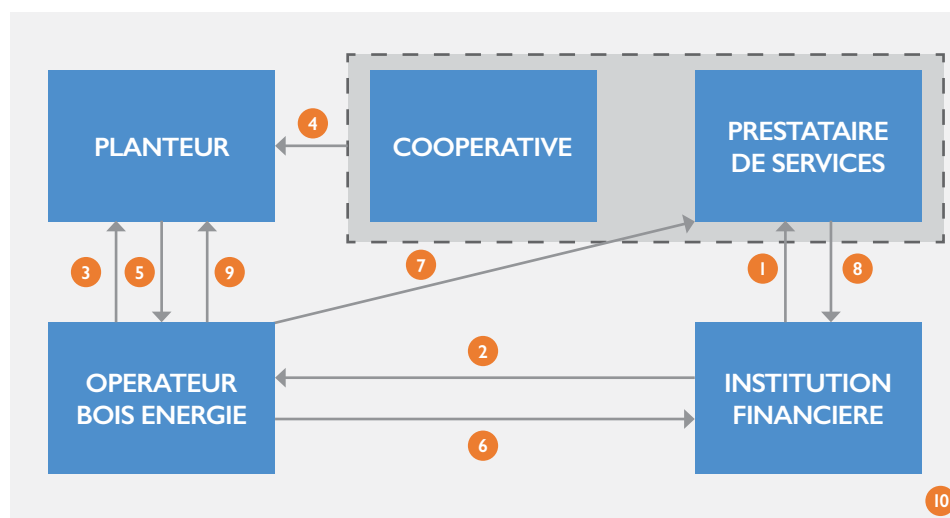 PLANTEUR
4
COOPERATIVE
PRESTATAIRE
DE SERVICES
3
5
9
7
1
8
OPERATEUR
BOIS ENERGIE
2
6
INSTITUTION
FINANCIERE
10